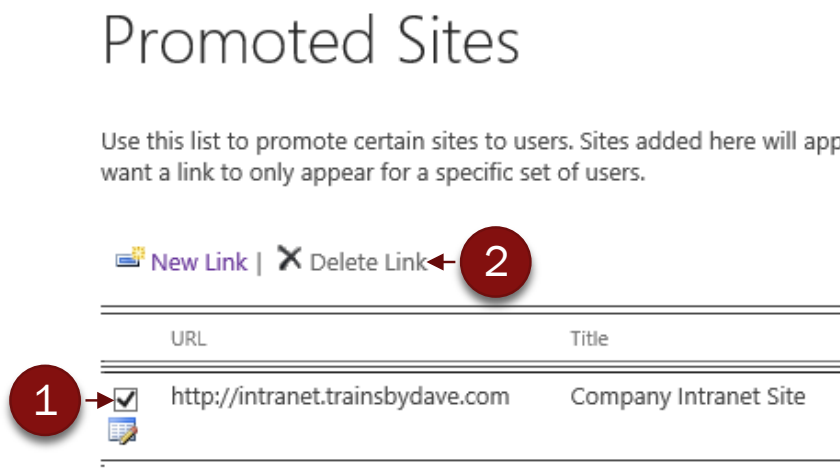 Promoted Sites
Use this list to promote certain sites to users. Sites added here will app
want a link to only appear for a specific set of users.
New Link | Delete Link
2
URL Title
1
http://intranet.trainsbydave.com Company Intranet Site